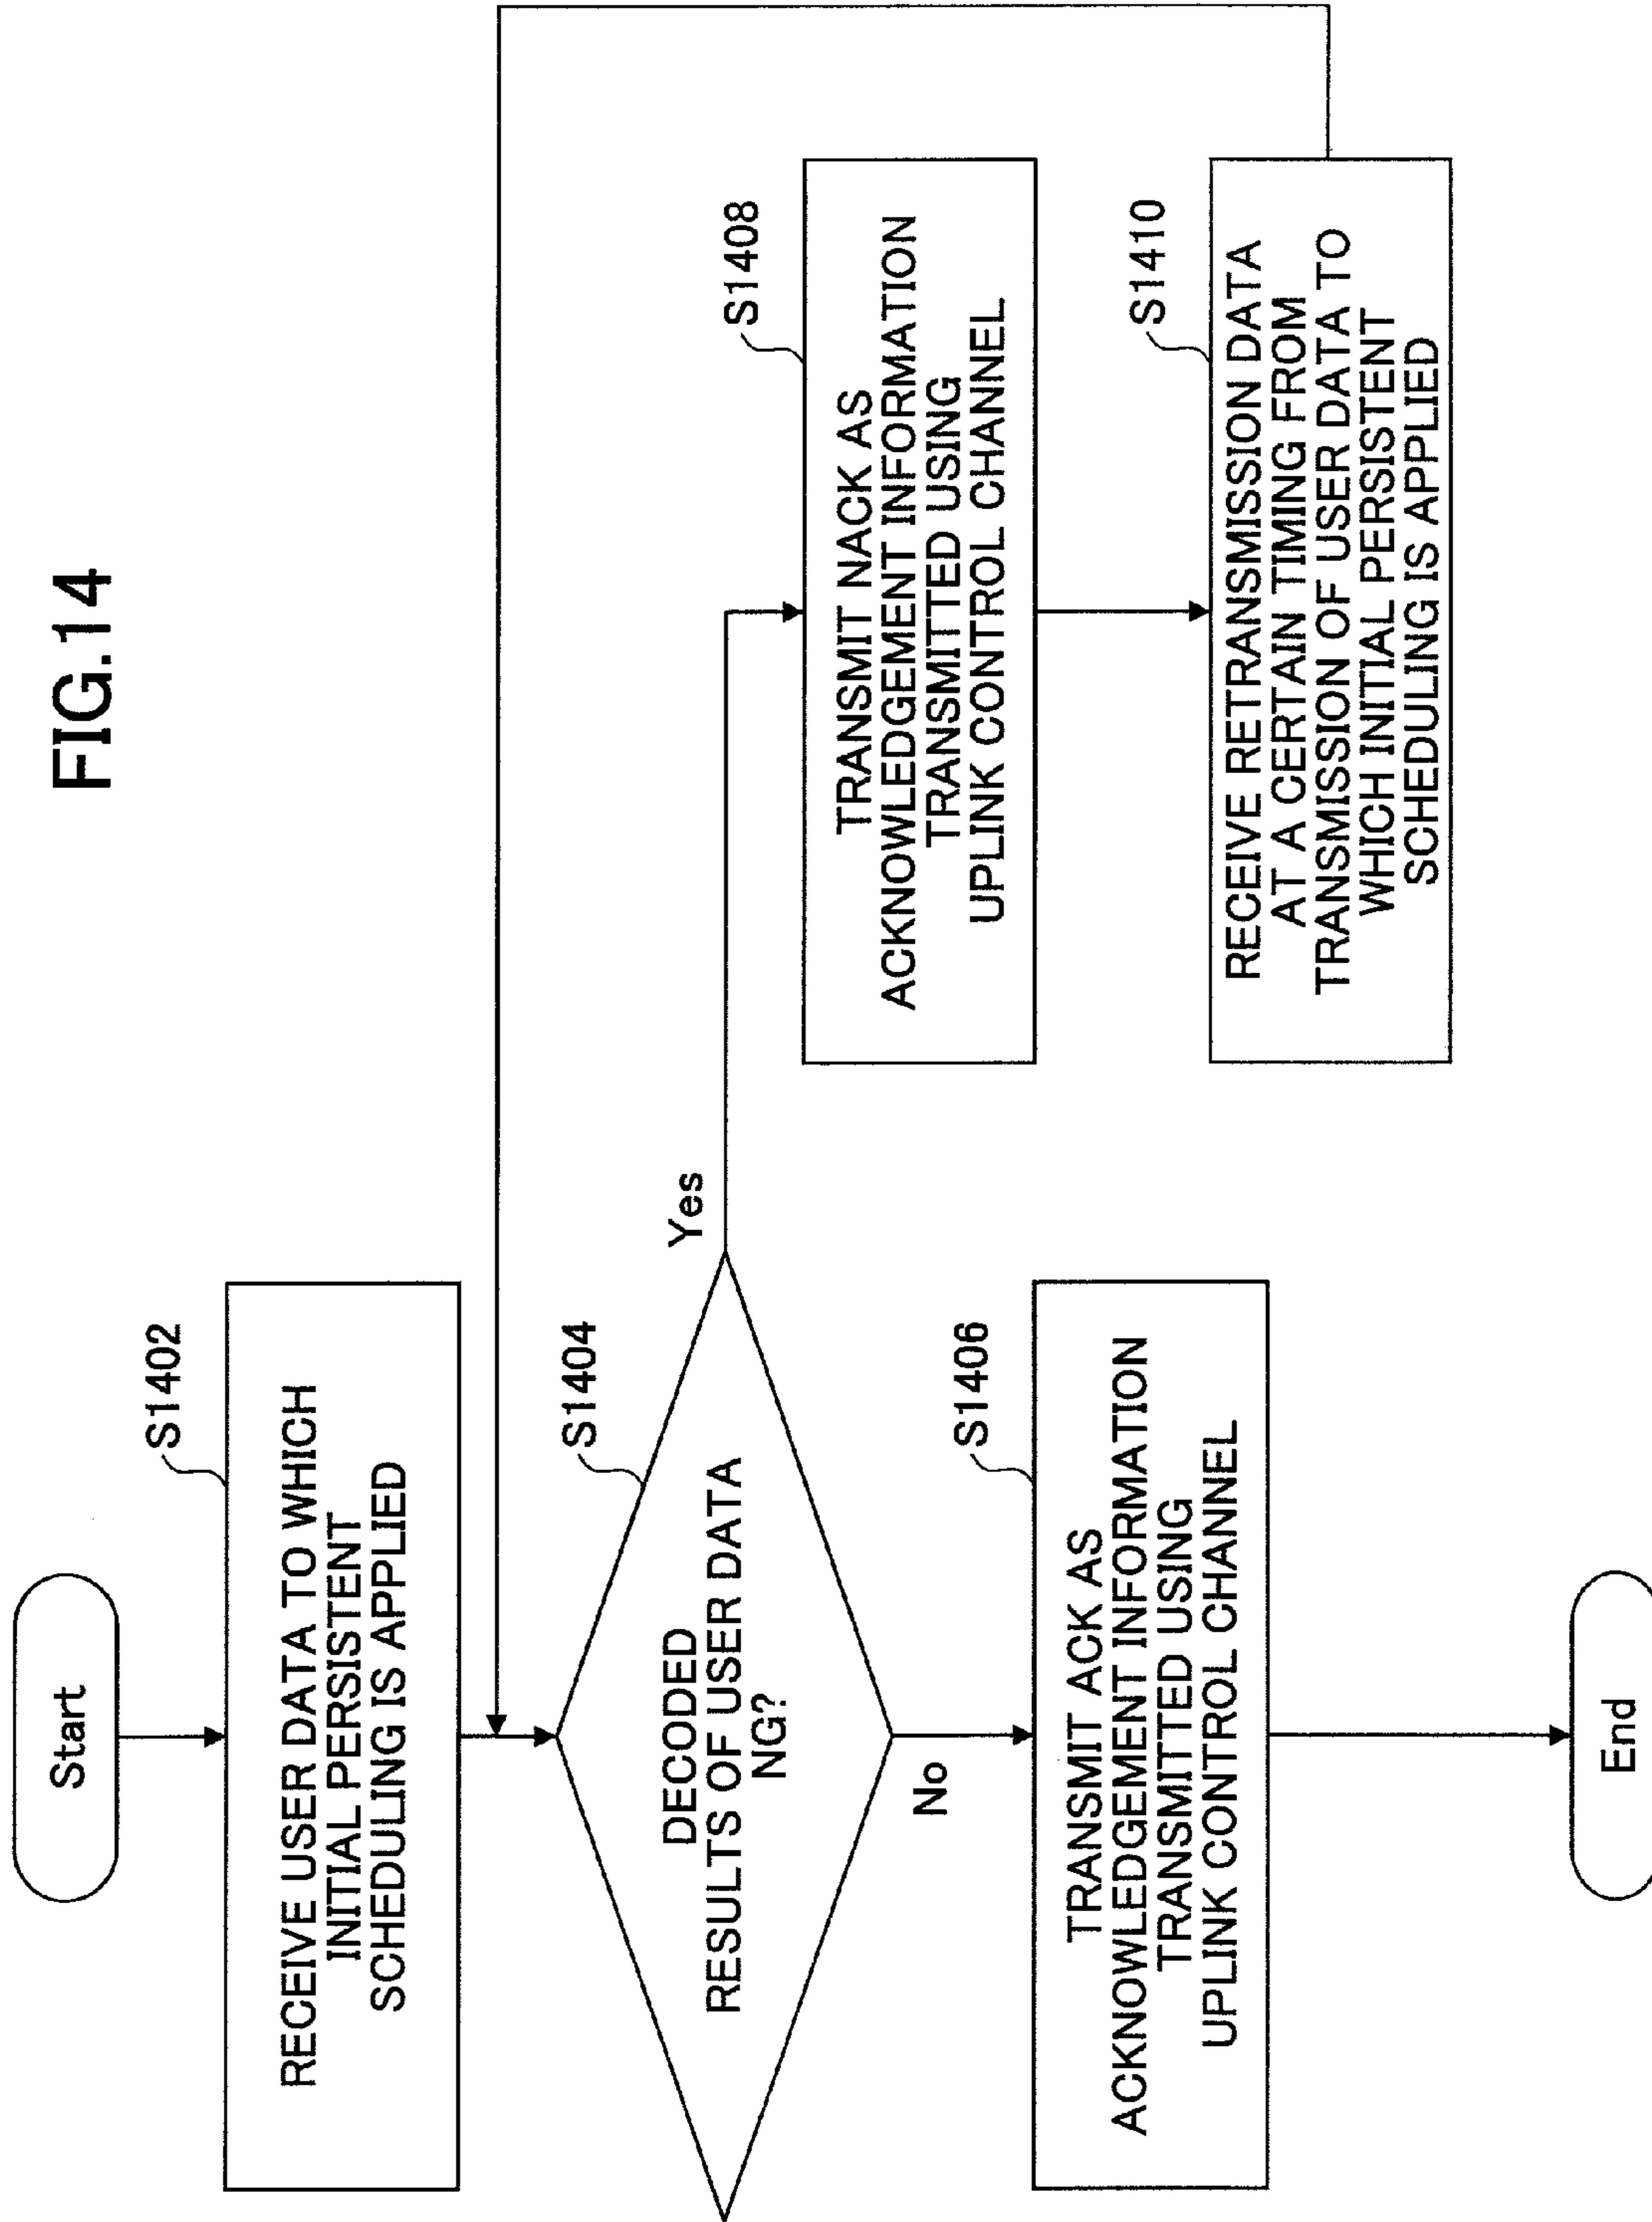 FIG.14
Start
S1402
RECEIVE USER DATA TO WHICH
INITIAL PERSISTENT
SCHEDULING IS APPLIED
S1404
DECODED
RESULTS OF USER DATA
NG?
Yes
No
S1406
TRANSMIT ACK AS
ACKNOWLEDGEMENT INFORMATION
TRANSMITTED USING
UPLINK CONTROL CHANNEL
End
S1408
TRANSMIT NACK AS
ACKNOWLEDGEMENT INFORMATION
TRANSMITTED USING
UPLINK CONTROL CHANNEL
S1410
RECEIVE RETRANSMISSION DATA
AT A CERTAIN TIMING FROM
TRANSMISSION OF USER DATA TO
WHICH INITIAL PERSISTENT
SCHEDULING IS APPLIED